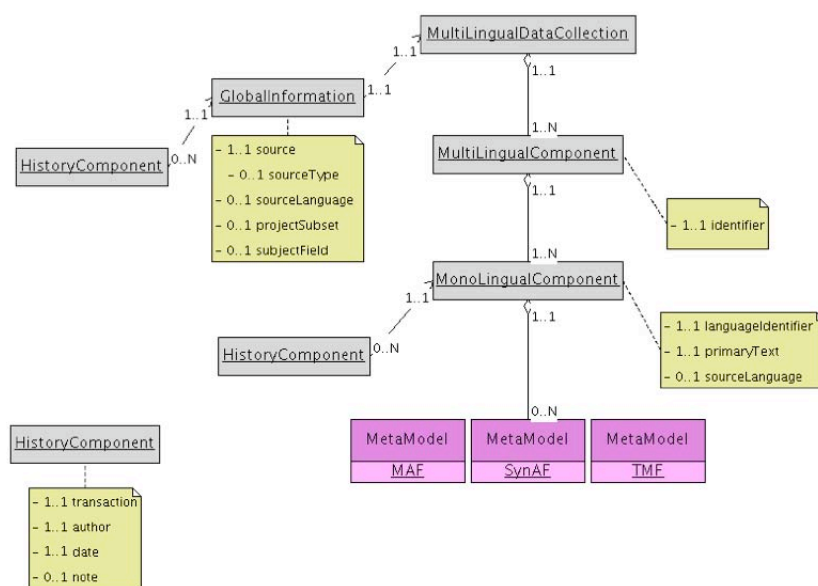 MultiLingualDataCollection
1..1
1..1
1..1
GlobalInformation
1..1
HistoryComponent
0..N
- 1..1 source
- 0..1 sourceType
- 0..1 sourceLanguage
- 0..1 projectSubset
- 0..1 subjectField
1..N
MultiLingualComponent
1..1
- 1..1 identifier
1..N
MonoLingualComponent
1..1
1..1
HistoryComponent
0..N
- 1..1 languageIdentifier
- 1..1 primaryText
- 0..1 sourceLanguage
0..N
MetaModel
MAF
MetaModel
SynAF
MetaModel
TMF
HistoryComponent
- 1..1 transaction
- 1..1 author
- 1..1 date
- 0..1 note